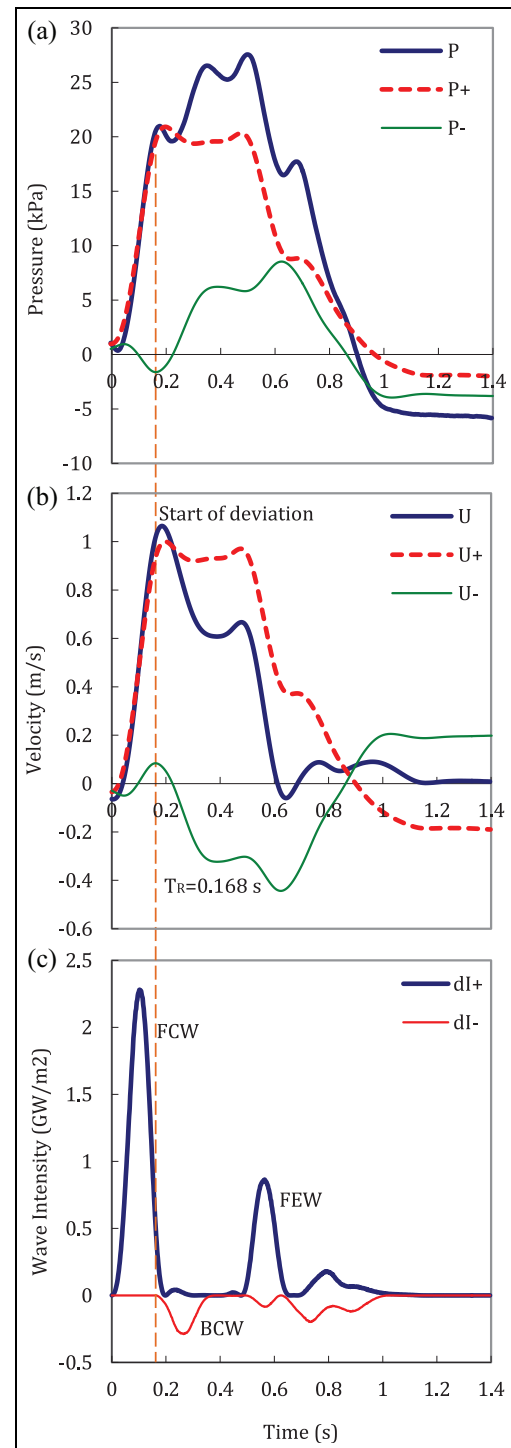 (a)
30
25
20
15
10
5
0
-5
-10
Pressure (kPa)
P
P+
P-
0 0.2 0.4 0.6 0.8 1 1.2 1.4
(b)
1.2
1
0.8
0.6
0.4
0.2
0
-0.2
-0.4
-0.6
Velocity (m/s)
Start of deviation
U
U+
U-
0 0.2 0.4 0.6 0.8 1 1.2 1.4
TR=0.168 s
(c)
2.5
2
1.5
1
0.5
0
-0.5
Wave Intensity (GW/m2)
dI+
dI-
FCW
FEW
BCW
0 0.2 0.4 0.6 0.8 1 1.2 1.4
Time (s)